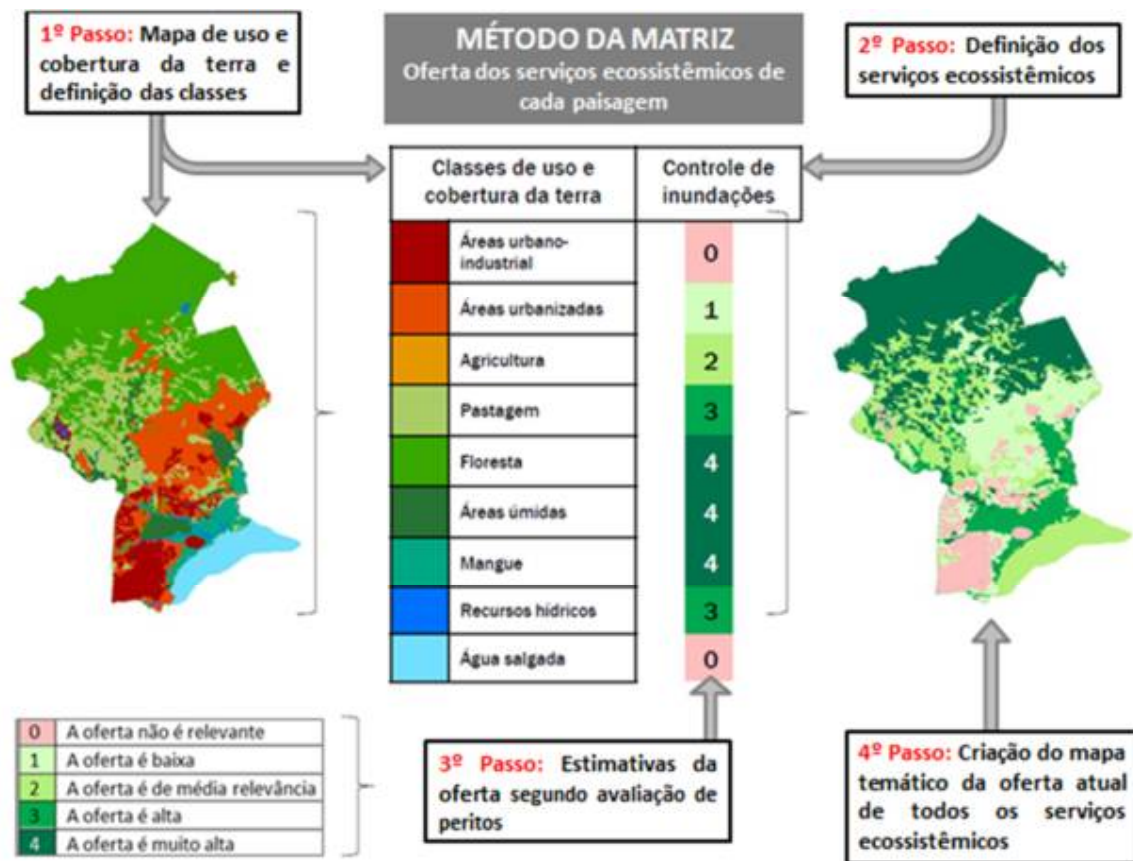 1º Passo: Mapa de uso e
cobertura da terra e
definição das classes
MÉTODO DA MATRIZ
Oferta dos serviços ecossistêmicos de
cada paisagem
2º Passo: Definição dos
serviços ecossistêmicos
Classes de uso e
cobertura da terra
Controle de
inundações
Áreas urbano-
industrial
0
Áreas urbanizadas
1
Agricultura
2
Pastagem
3
Floresta
4
Áreas úmidas
4
Mangue
4
Recursos hídricos
3
Água salgada
0
0 A oferta não é relevante
1 A oferta é baixa
2 A oferta é de média relevância
3 A oferta é alta
4 A oferta é muito alta
3º Passo: Estimativas da
oferta segundo avaliação de
peritos
4º Passo: Criação do mapa
temático da oferta atual
de todos os serviços
ecossistêmicos